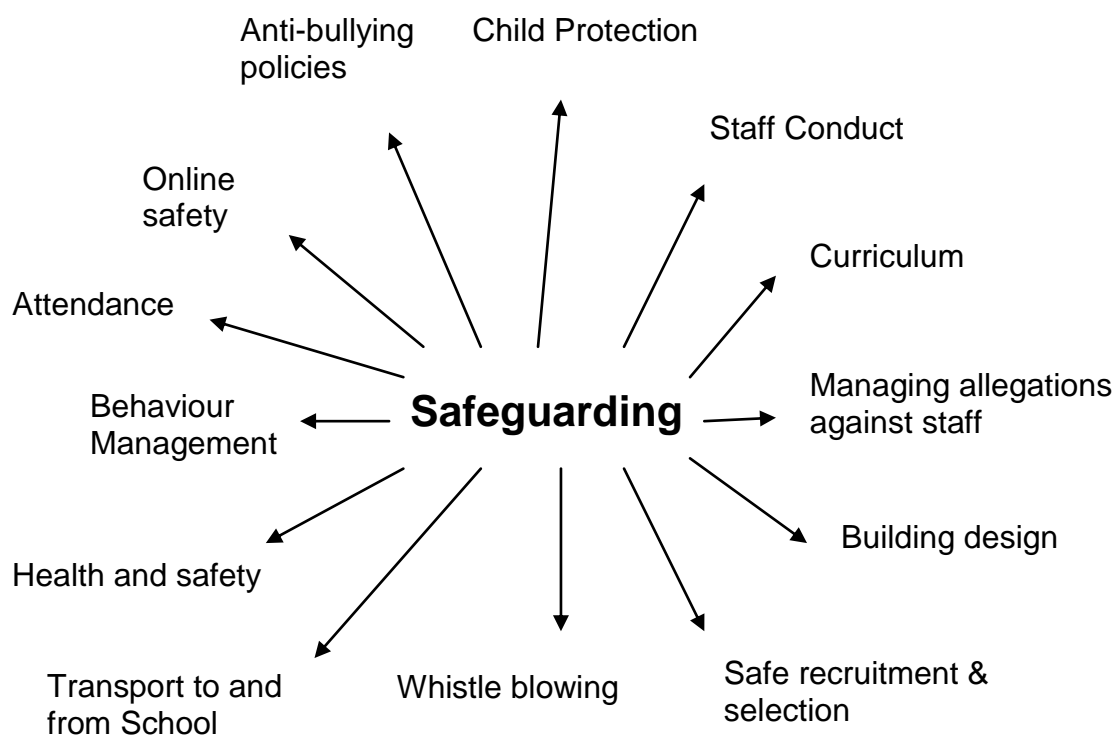 Anti-bullying
policies
Child Protection
Staff Conduct
Online
safety
Curriculum
Attendance
Managing allegations
against staff
Behaviour
Management
Safeguarding
Building design
Health and safety
Transport to and
from School
Whistle blowing
Safe recruitment &
selection